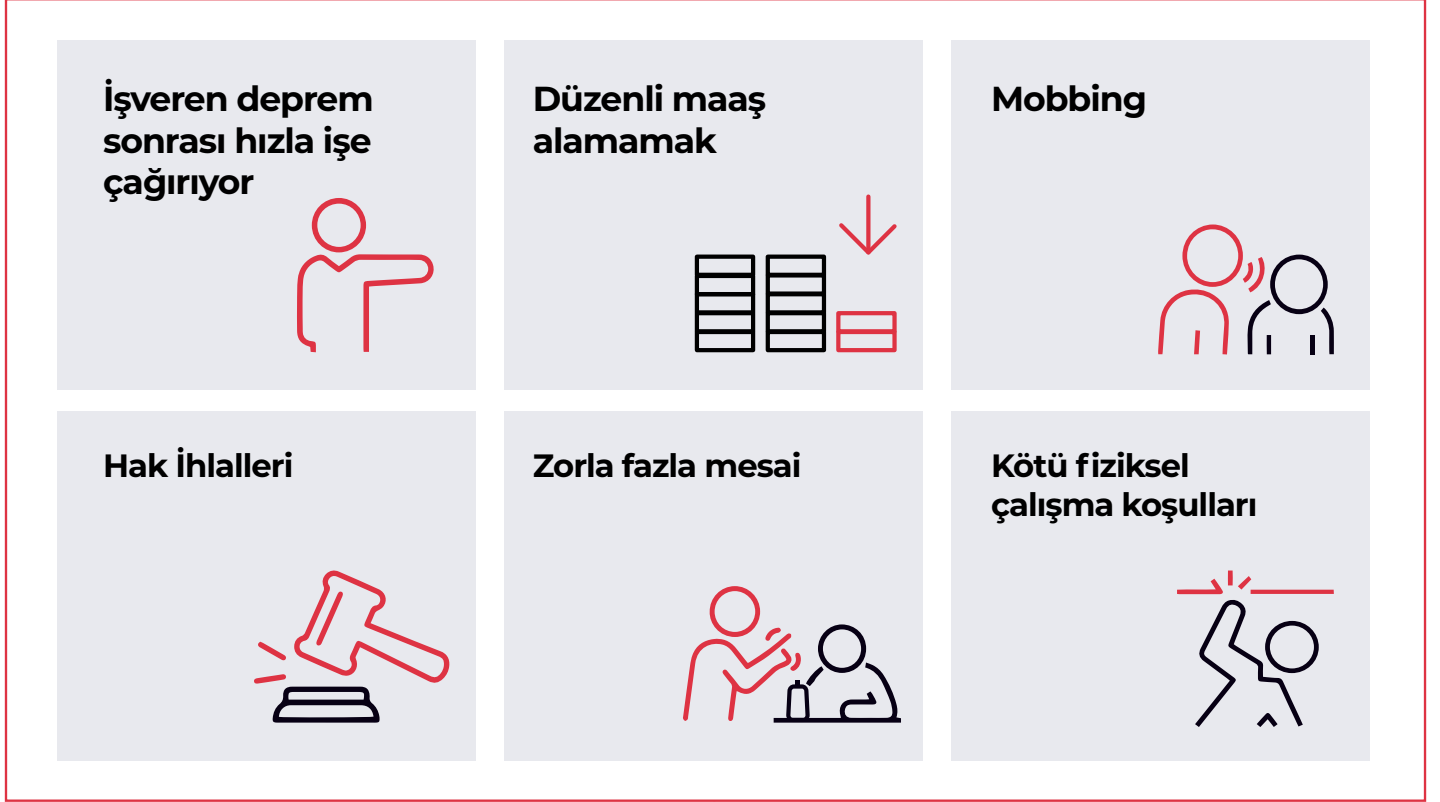 İşveren deprem
sonrası hızla işe
çağırıyor
Düzenli maaş
alamamak
Mobbing
Hak İhlalleri
Zorla fazla mesai
Kötü fiziksel
çalışma koşulları